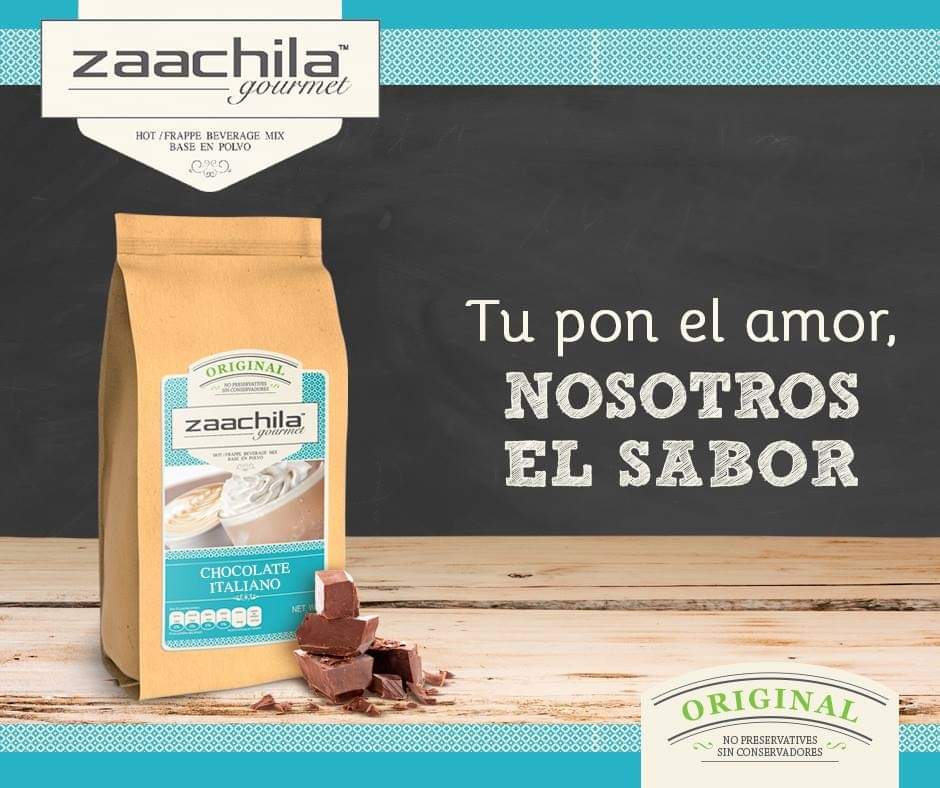 zaachila™
gourmet
HOT / FRAPPE BEVERAGE MIX
BASE EN POLVO
Tu pon el amor,
NOSOTROS
EL SABOR
ORIGINAL
NO PRESERVATIVES
SIN CONSERVADORES
zaachila
gourmet
HOT / FRAPPE BEVERAGE MIX
BASE EN POLVO
CHOCOLATE
ITALIANO
NET.
ORIGINAL
NO PRESERVATIVES
SIN CONSERVADORES